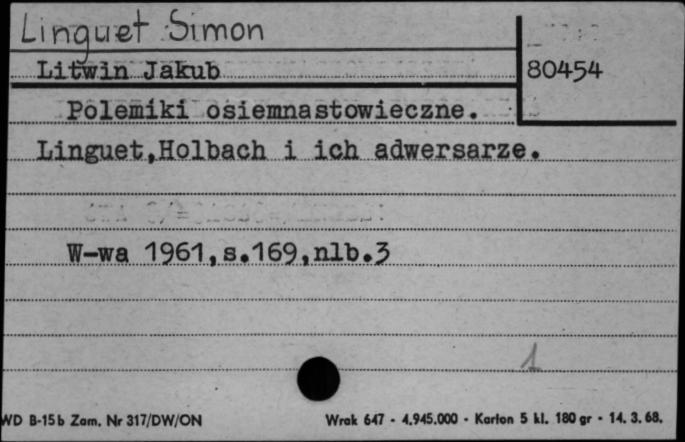 Linguet Simon
Litwin Jakub
80454
Polemiki osiemnastowieczne.
Linguet,Holbach i ich adwersarze.
W-wa 1961,s.169,nlb.3
1
WD B-15b Zam. Nr 317/DW/ON
Wrak 647 - 4.945.000 - Karton 5 kl. 180 gr - 14. 3. 68.